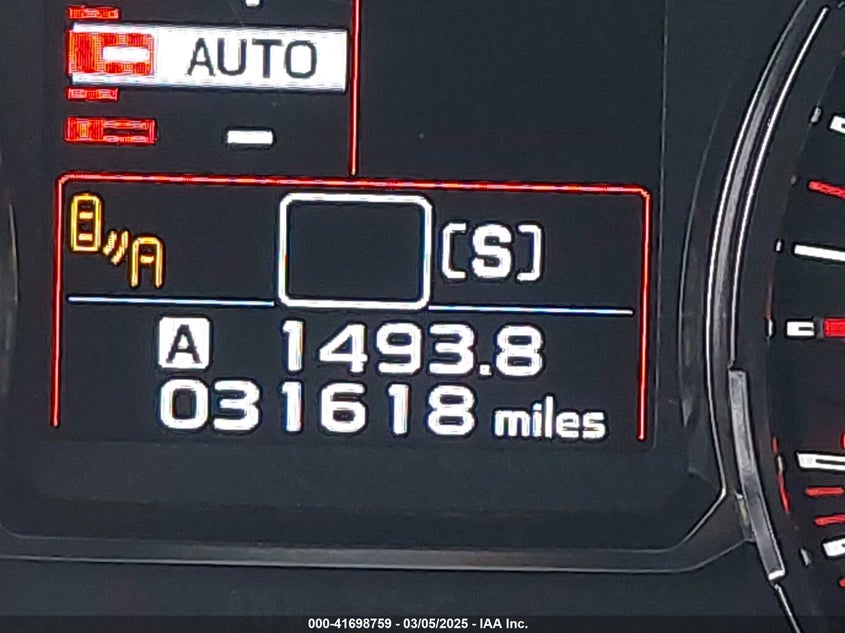 AUTO
[S]
A 1493.8
031618 miles
000-41698759 - 03/05/2025 - IAA Inc.